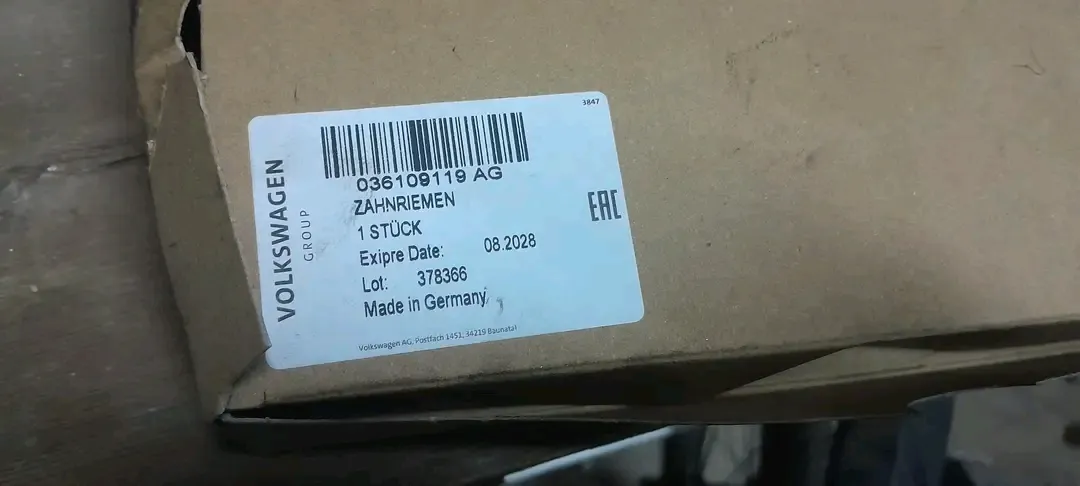 3847
036109119 AG
ZAHNRIEMEN
1 STÜCK
Exipre Date: 08.2028
Lot: 378366
Made in Germany
Volkswagen AG, Postfach 1451, 34219 Baunatal
VOLKSWAGEN
GROUP
EAC